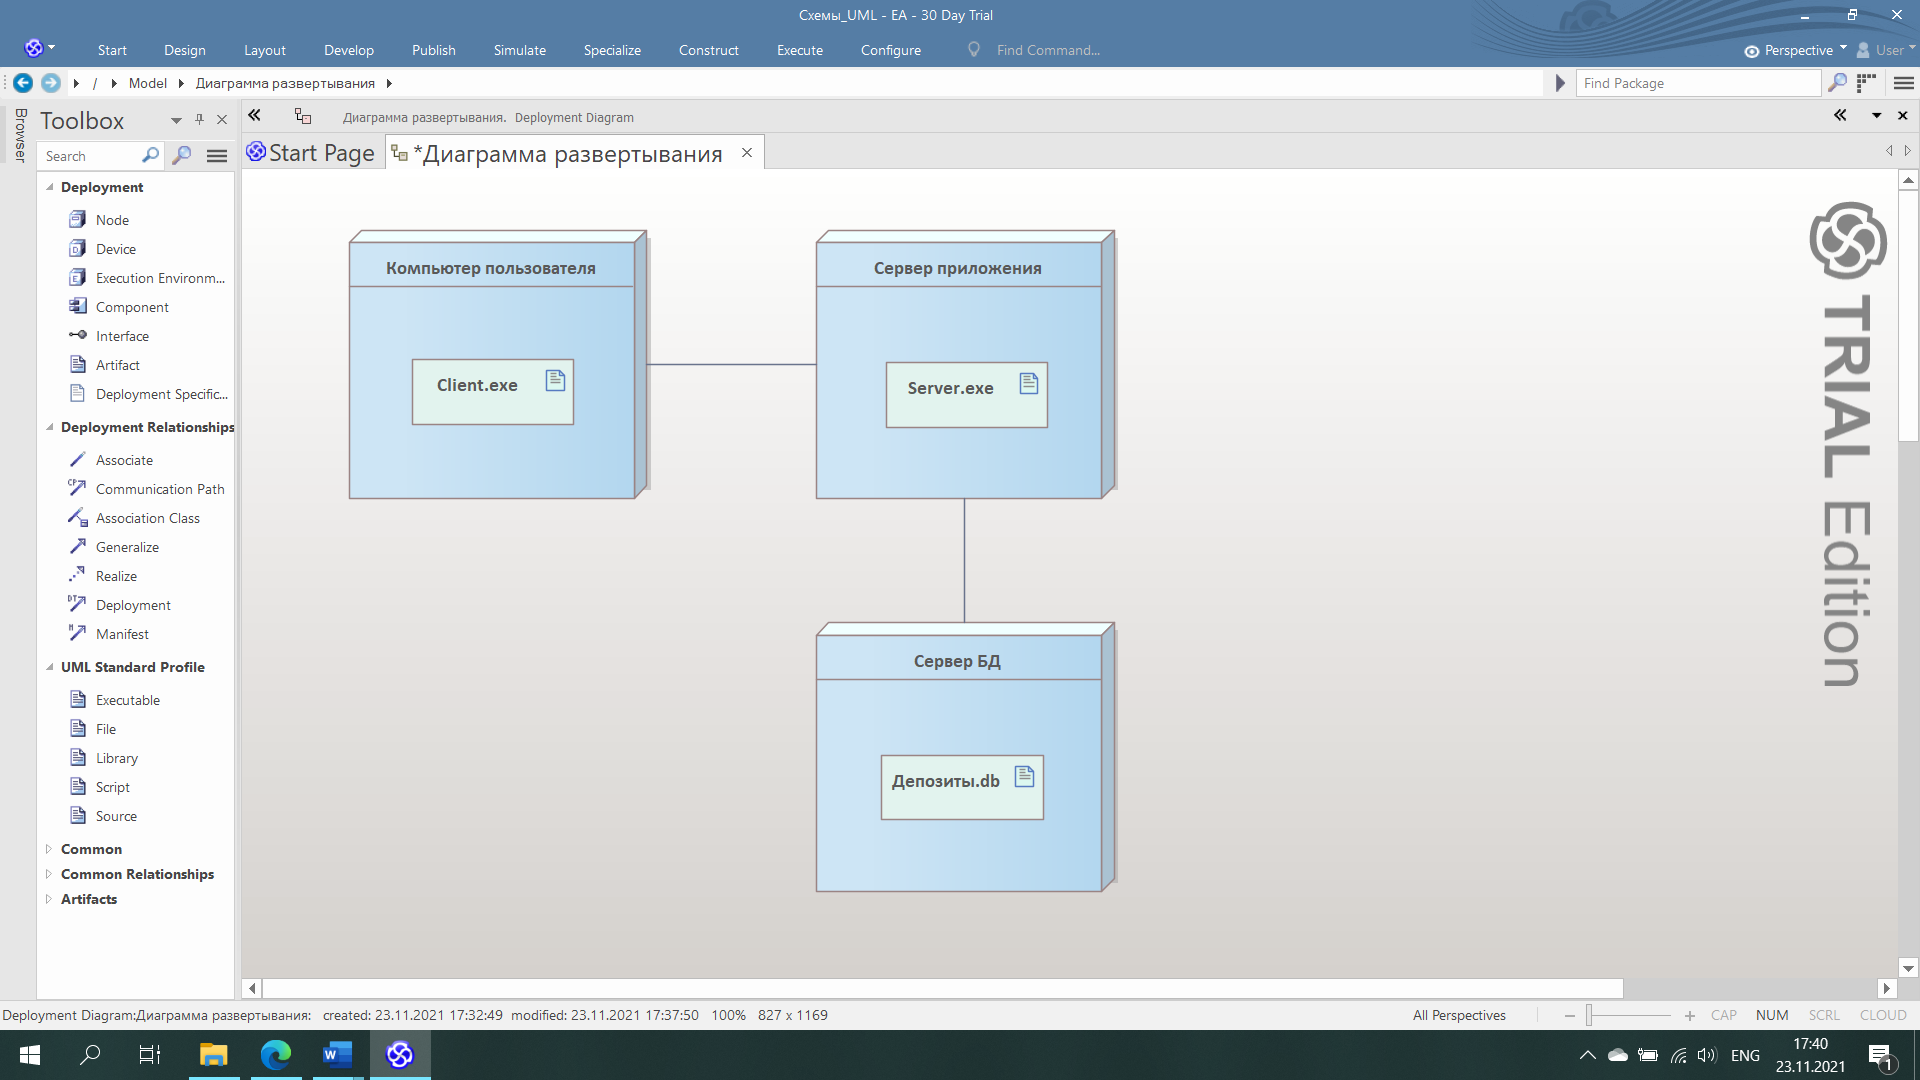 Схемы_UML - EA - 30 Day Trial
Start Design Layout Develop Publish Simulate Specialize Construct Execute Configure Find Command... Perspective User
/ Model Диаграмма развертывания Find Package
Browser
Toolbox
Диаграмма развертывания. Deployment Diagram
Search
Start Page
*Диаграмма развертывания
Deployment
Node
Device
Execution Environm...
Component
Interface
Artifact
Deployment Specific...
Deployment Relationships
Associate
Communication Path
Association Class
Generalize
Realize
Deployment
Manifest
UML Standard Profile
Executable
File
Library
Script
Source
Common
Common Relationships
Artifacts
Компьютер пользователя
Client.exe
Сервер приложения
Server.exe
Сервер БД
Депозиты.db
TRIAL Edition
Deployment Diagram:Диаграмма развертывания: created: 23.11.2021 17:32:49 modified: 23.11.2021 17:37:50 100% 827 x 1169 All Perspectives CAP NUM SCRL CLOUD
ENG
17:40
23.11.2021
1